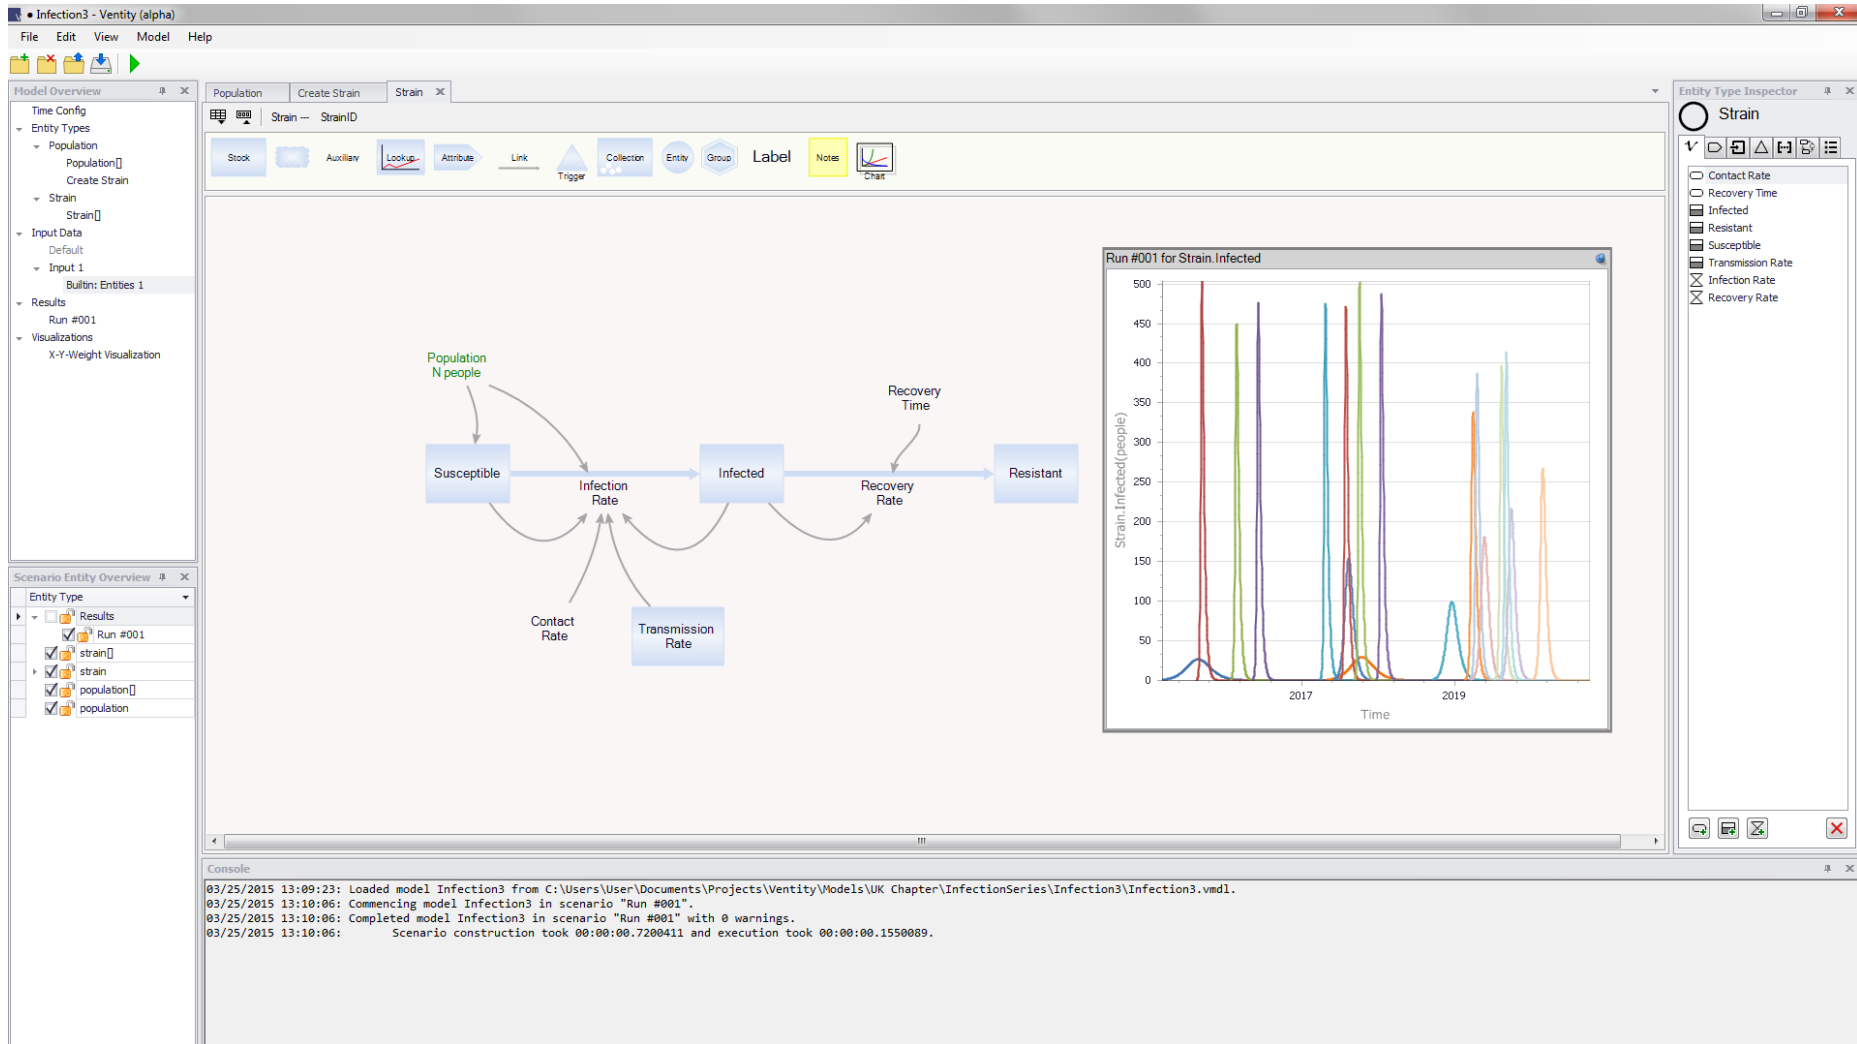 • Infection3 - Ventity (alpha)
File Edit View Model Help
Model Overview
Time Config
Entity Types
Population
Population[]
Create Strain
Strain
Strain[]
Input Data
Default
Input 1
Builtin: Entities 1
Results
Run #001
Visualizations
X-Y-Weight Visualization
Scenario Entity Overview
Entity Type
Results
Run #001
strain[]
strain
population[]
population
Population Create Strain Strain
Strain --- StrainID
Stock Auxiliary Lookup Attribute Link Trigger Collection Entity Group Label Notes Chart
Population
N people
Susceptible
Infection
Rate
Infected
Recovery
Time
Recovery
Rate
Resistant
Contact
Rate
Transmission
Rate
Run #001 for Strain.Infected
Strain.Infected(people)
500
450
400
350
300
250
200
150
100
50
0
2017 2019
Time
Entity Type Inspector
Strain
Contact Rate
Recovery Time
Infected
Resistant
Susceptible
Transmission Rate
Infection Rate
Recovery Rate
Console
03/25/2015 13:09:23: Loaded model Infection3 from C:\Users\User\Documents\Projects\Ventity\Models\UK Chapter\InfectionSeries\Infection3\Infection3.vmdl.
03/25/2015 13:10:06: Commencing model Infection3 in scenario "Run #001".
03/25/2015 13:10:06: Completed model Infection3 in scenario "Run #001" with 0 warnings.
03/25/2015 13:10:06: Scenario construction took 00:00:00.7200411 and execution took 00:00:00.1550089.